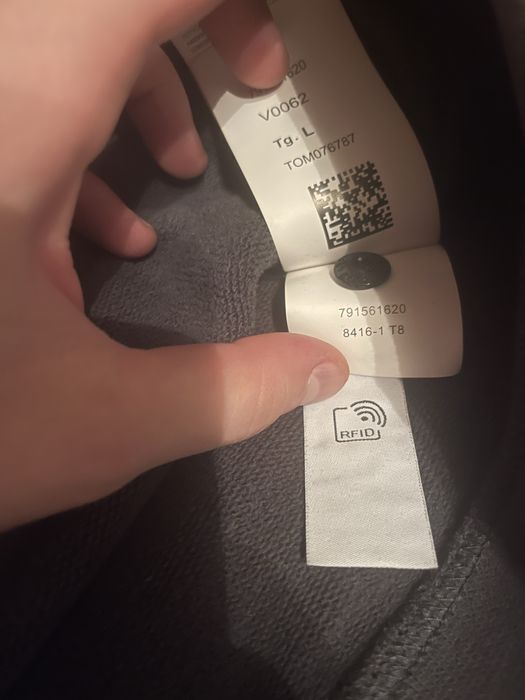 V0062
Tg. L
TOM076787
791561620
8416-1 T8
RFID